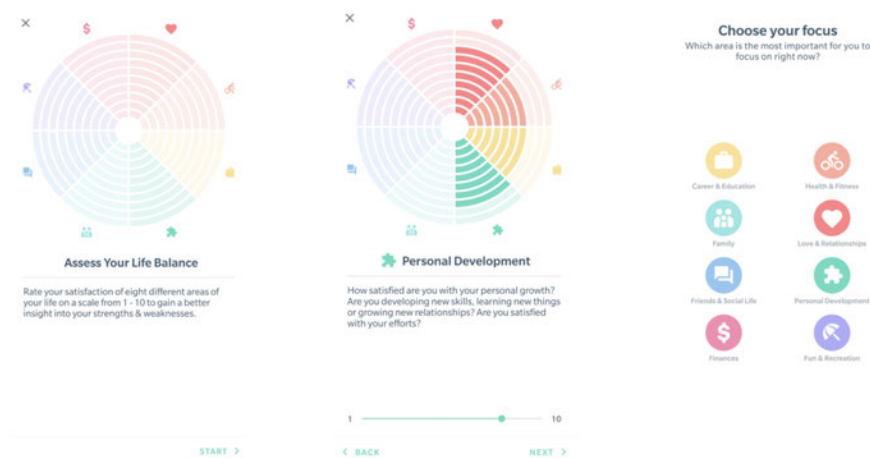 Assess Your Life Balance
Rate your satisfaction of eight different areas of
your life on a scale from 1 - 10 to gain a better
insight into your strengths & weaknesses.
START >
Personal Development
How satisfied are you with your personal growth?
Are you developing new skills, learning new things
or growing new relationships? Are you satisfied
with your efforts?
1
10
< BACK
NEXT >
Choose your focus
Which area is the most important for you to
focus on right now?
Career & Education
Health & Fitness
Family
Love & Relationships
Friends & Social Life
Personal Development
Finances
Fun & Recreation